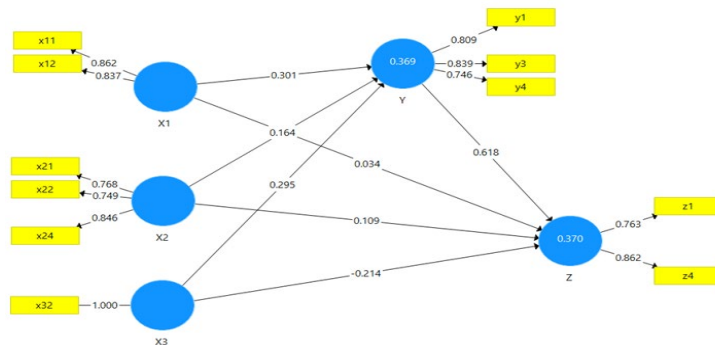 y1
x11
0.809
x12
0.862
0.837
0.369
0.839
y3
0.746
y4
0.301
X1
Y
0.164
0.618
x21
0.034
0.768
x22
0.749
0.295
z1
0.846
0.109
0.763
x24
X2
0.370
0.862
z4
-0.214
Z
x32
1.000
X3